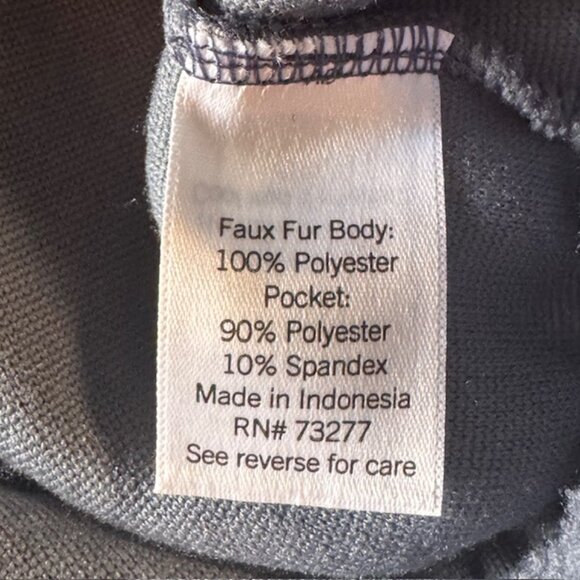 Faux Fur Body:
100% Polyester
Pocket:
90% Polyester
10% Spandex
Made in Indonesia
RN# 73277
See reverse for care